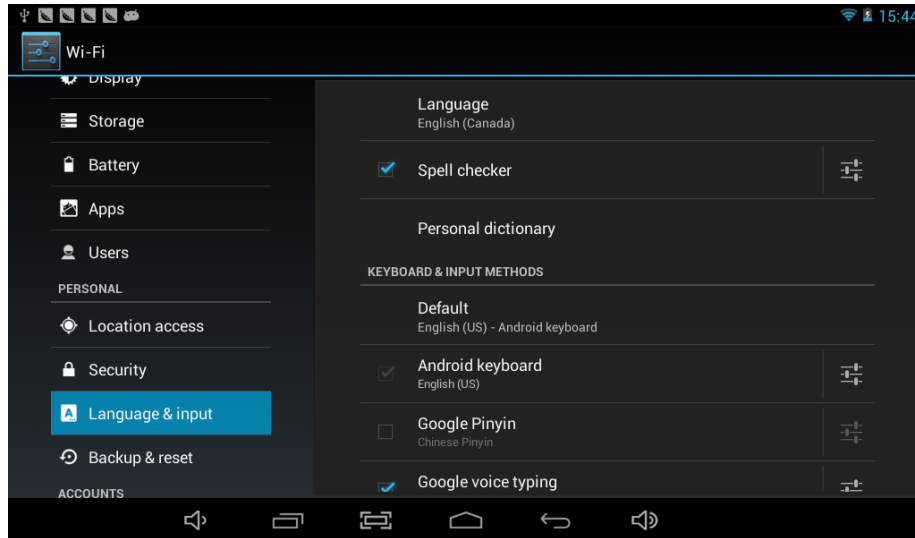 15:44
Wi-Fi
Display
Storage
Battery
Apps
Users
PERSONAL
Location access
Security
Language & input
Backup & reset
ACCOUNTS
Language
English (Canada)
Spell checker
Personal dictionary
KEYBOARD & INPUT METHODS
Default
English (US) - Android keyboard
Android keyboard
English (US)
Google Pinyin
Chinese Pinyin
Google voice typing